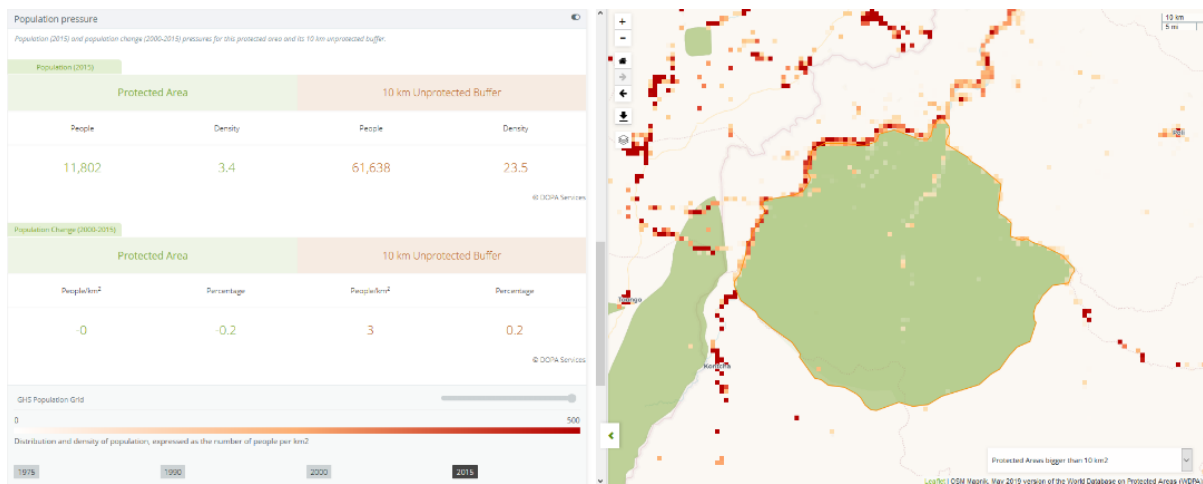 Population pressure
Population (2015) and population change (2000-2015) pressures for this protected area and its 10 km unprotected buffer.
Population (2015)
Protected Area
10 km Unprotected Buffer
People
Density
People
Density
11,802
3.4
61,638
23.5
© DOPA Services
Population Change (2000-2015)
Protected Area
10 km Unprotected Buffer
People/km²
Percentage
People/km²
Percentage
-0
-0.2
3
0.2
© DOPA Services
GHS Population Grid
0
500
Distribution and density of population, expressed as the number of people per km2
1975
1990
2000
2015
+
−
10 km
5 mi
Kontcha
Protected Areas bigger than 10 km2
Leaflet | OSM Mapnik, May 2019 version of the World Database on Protected Areas (WDPA)